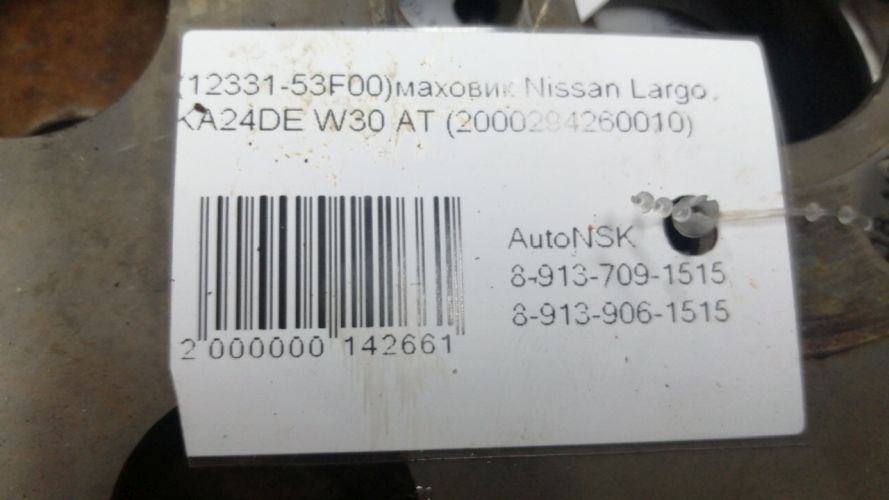 (12331-53F00)маховик Nissan Largo,
KA24DE W30 AT (2000294260010)
AutoNSK
8-913-709-1515
8-913-906-1515
2 000000 142661